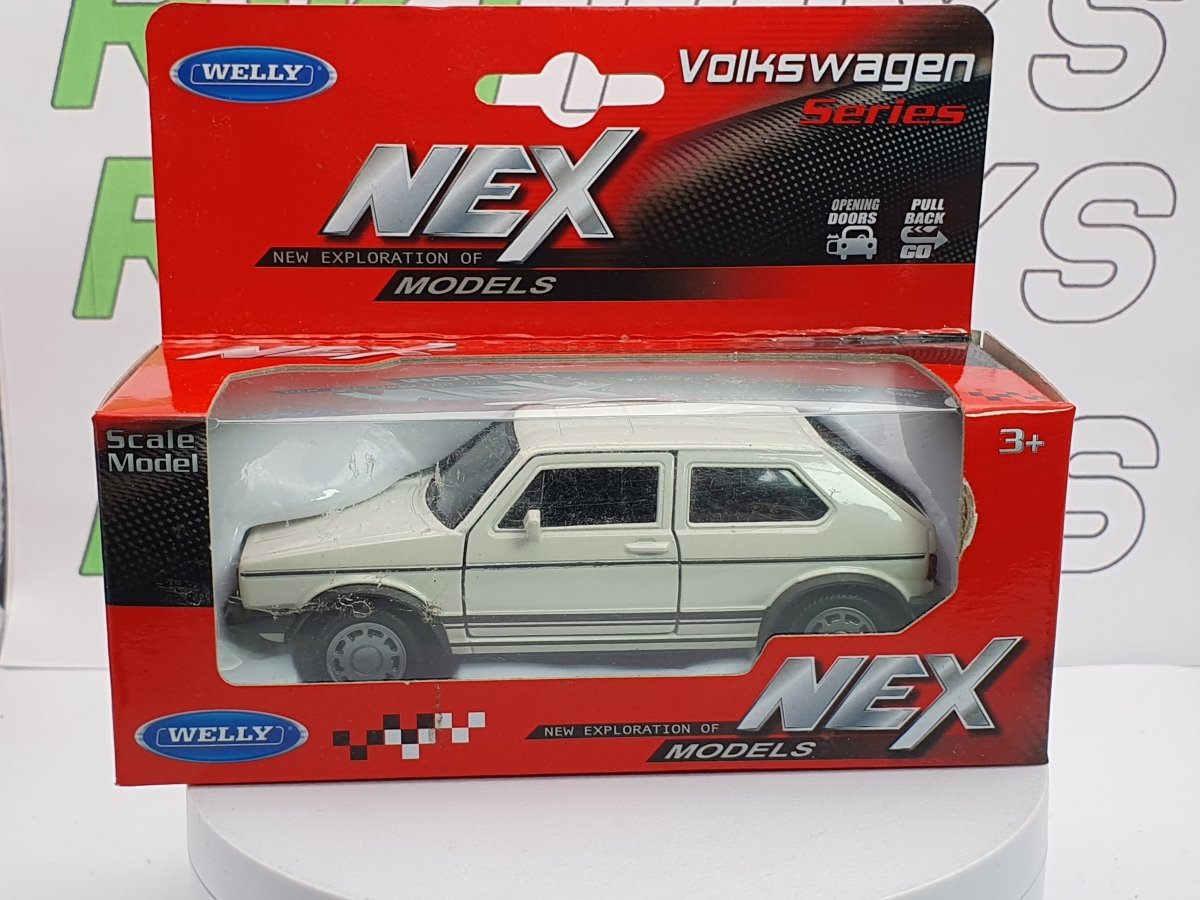 WELLY
Volkswagen
Series
NEX
NEW EXPLORATION OF
MODELS
OPENING
DOORS
PULL
BACK
GO
Scale
Model
3+
WELLY
NEX
NEW EXPLORATION OF
MODELS